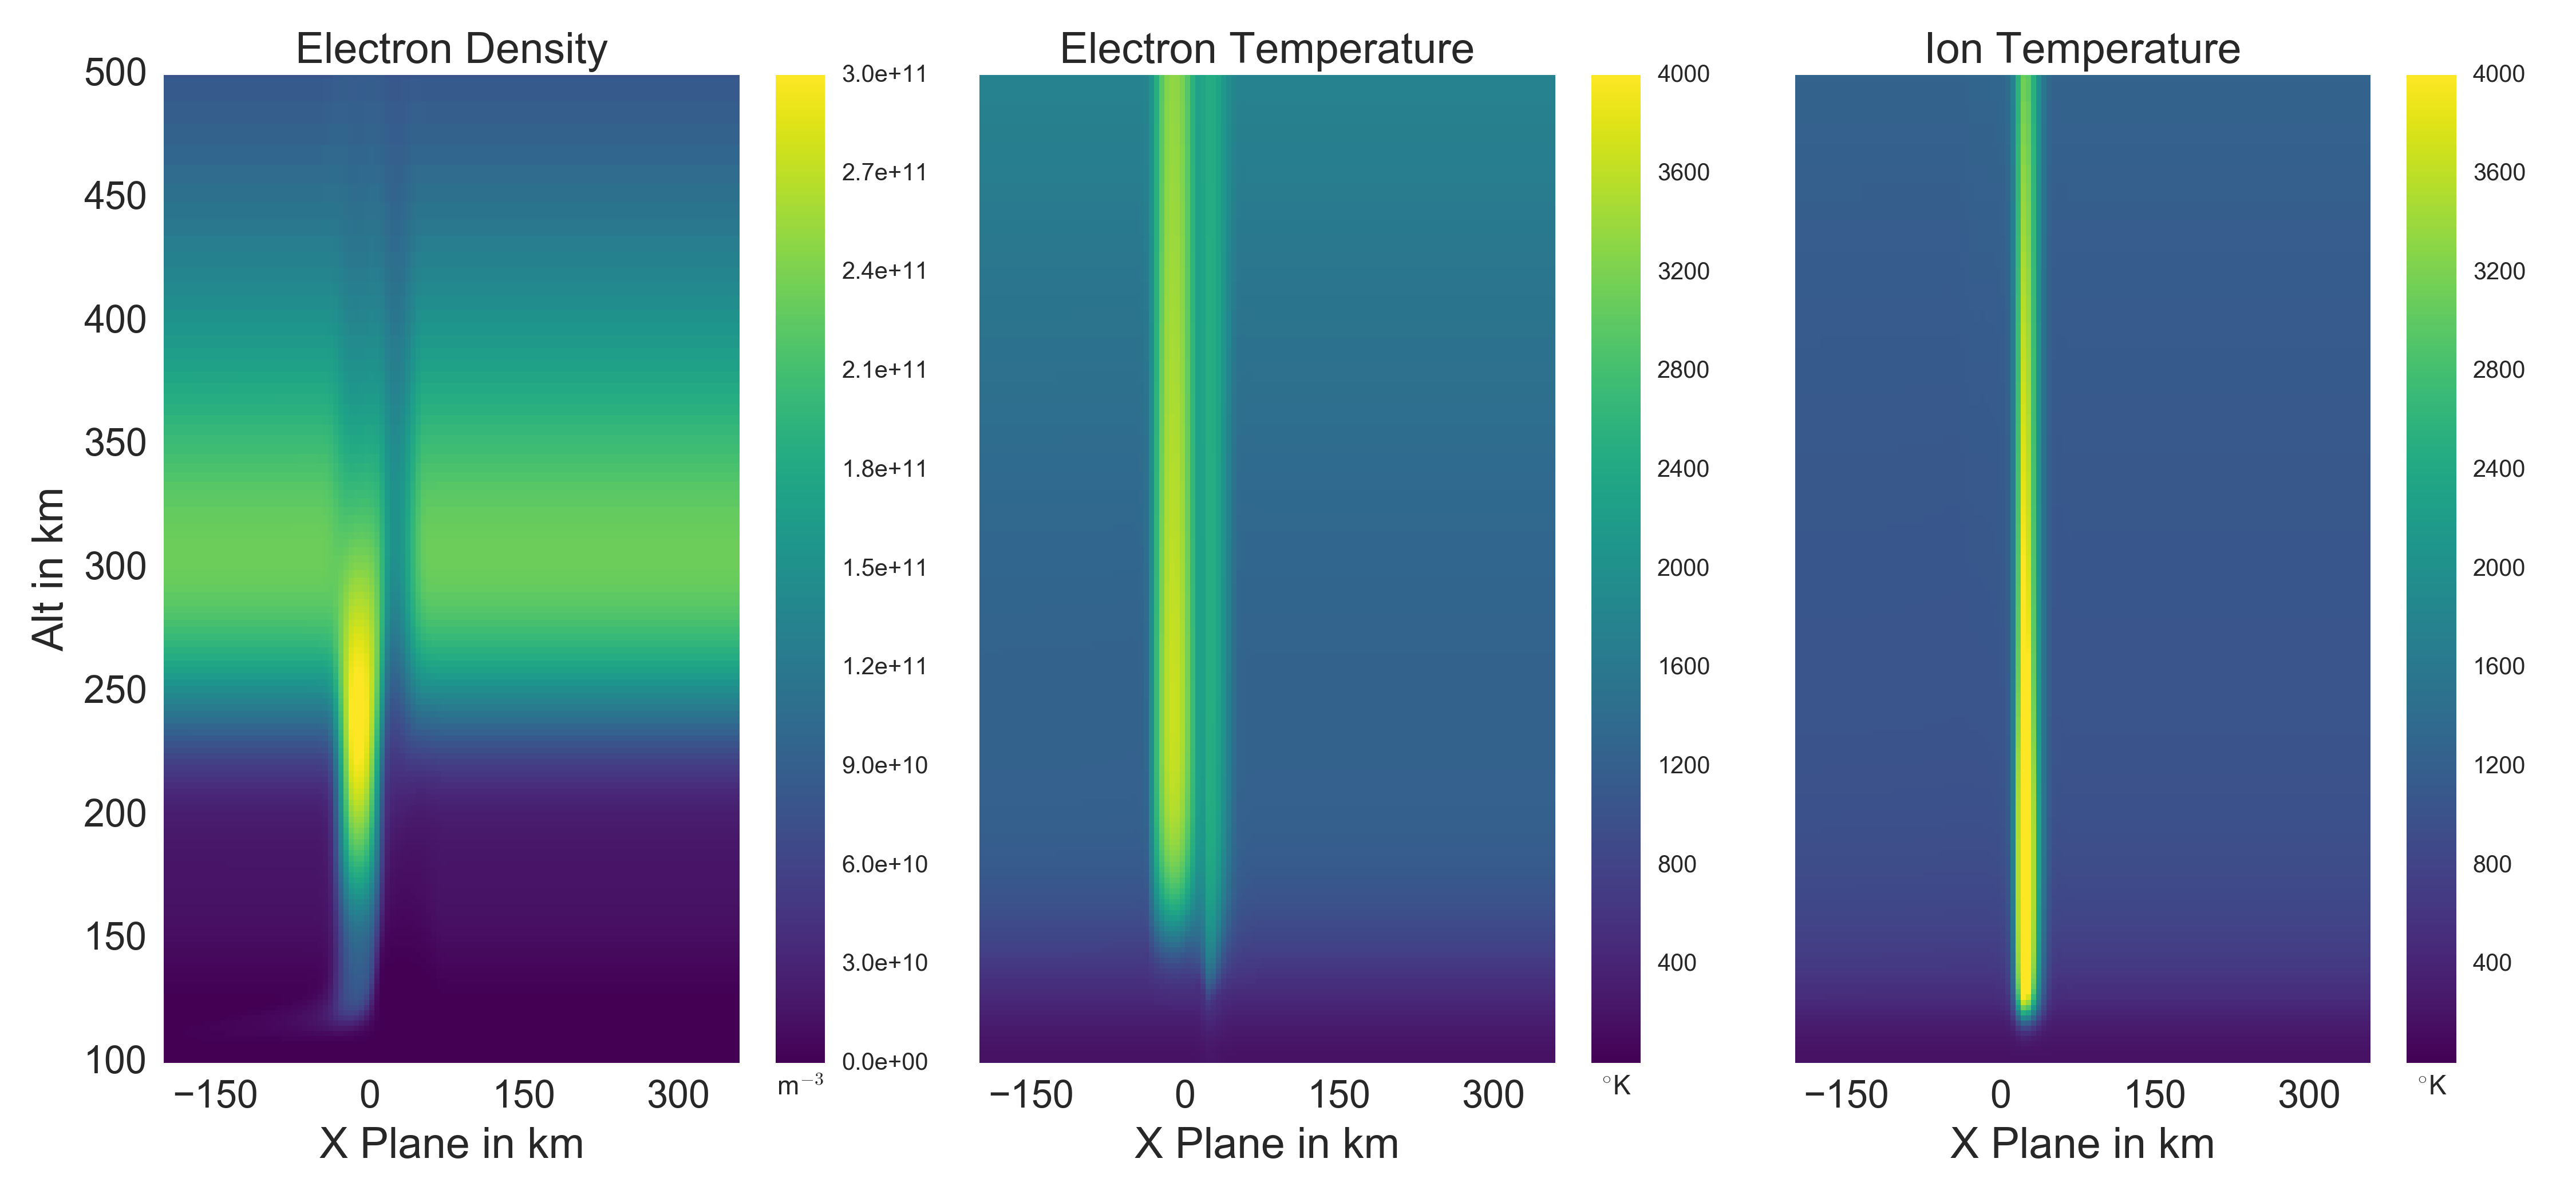 Electron Density
Electron Temperature
Ion Temperature
500
450
400
350
300
250
200
150
100
Alt in km
−150 0 150 300
X Plane in km
3.0e+11
2.7e+11
2.4e+11
2.1e+11
1.8e+11
1.5e+11
1.2e+11
9.0e+10
6.0e+10
3.0e+10
0.0e+00
m⁻³
−150 0 150 300
X Plane in km
4000
3600
3200
2800
2400
2000
1600
1200
800
400
°K
−150 0 150 300
X Plane in km
4000
3600
3200
2800
2400
2000
1600
1200
800
400
°K